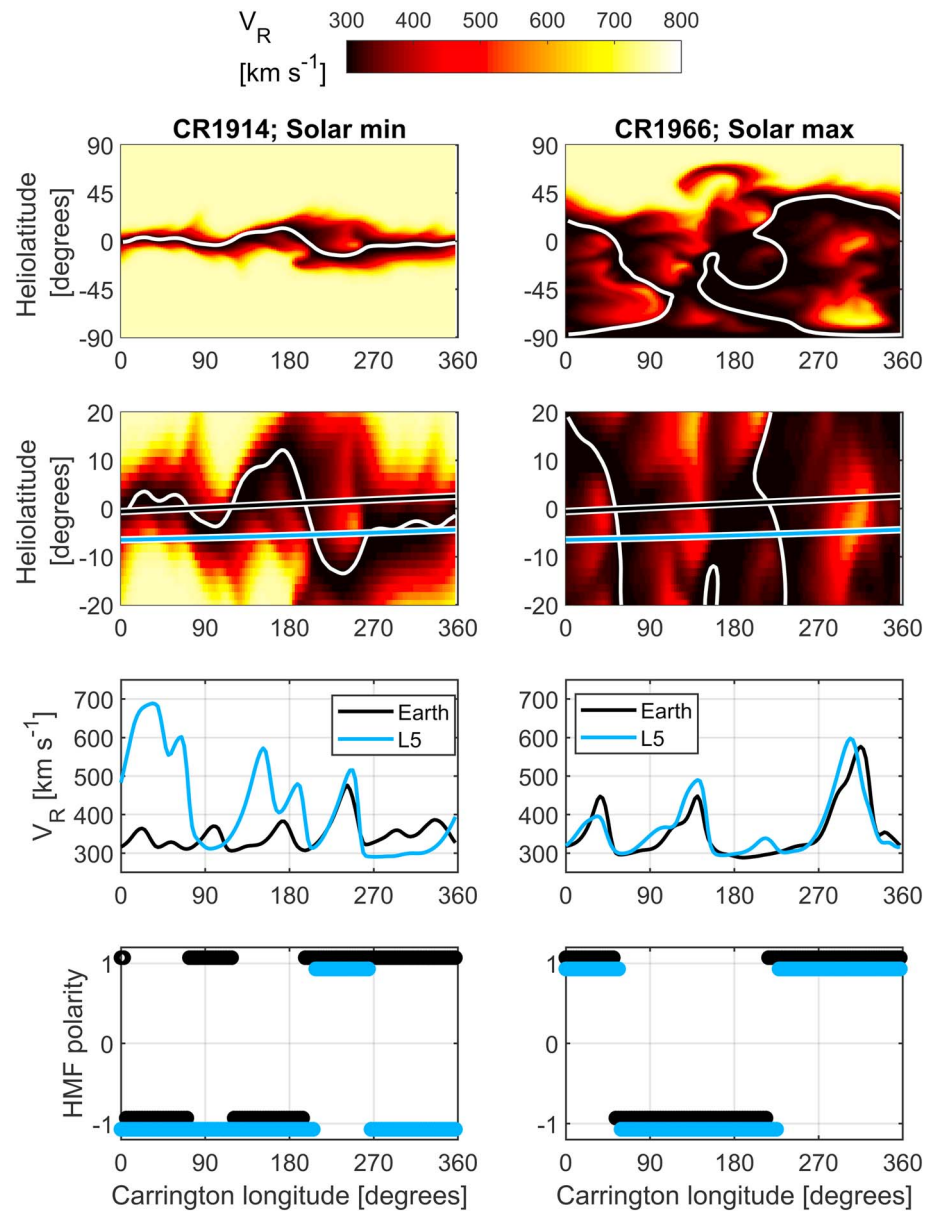 V_R
[km s⁻¹]
300 400 500 600 700 800
CR1914; Solar min
CR1966; Solar max
Heliolatitude
[degrees]
90
45
0
-45
-90
0 90 180 270 360
90
45
0
-45
-90
0 90 180 270 360
Heliolatitude
[degrees]
20
10
0
-10
-20
0 90 180 270 360
20
10
0
-10
-20
0 90 180 270 360
V_R [km s⁻¹]
700
600
500
400
300
Earth
L5
0 90 180 270 360
700
600
500
400
300
Earth
L5
0 90 180 270 360
HMF polarity
1
0
-1
0 90 180 270 360
Carrington longitude [degrees]
1
0
-1
0 90 180 270 360
Carrington longitude [degrees]